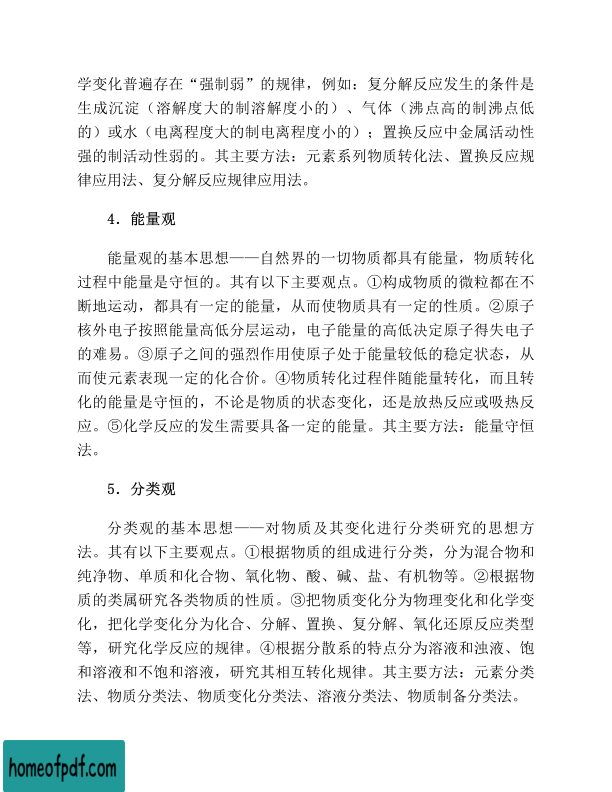 学变化普遍存在“强制弱”的规律，例如：复分解反应发生的条件是
生成沉淀（溶解度大的制溶解度小的）、气体（沸点高的制沸点低
的）或水（电离程度大的制电离程度小的）；置换反应中金属活动性
强的制活动性弱的。其主要方法：元素系列物质转化法、置换反应规
律应用法、复分解反应规律应用法。
4．能量观
能量观的基本思想——自然界的一切物质都具有能量，物质转化
过程中能量是守恒的。其有以下主要观点。①构成物质的微粒都在不
断地运动，都具有一定的能量，从而使物质具有一定的性质。②原子
核外电子按照能量高低分层运动，电子能量的高低决定原子得失电子
的难易。③原子之间的强烈作用使原子处于能量较低的稳定状态，从
而使元素表现一定的化合价。④物质转化过程伴随能量转化，而且转
化的能量是守恒的，不论是物质的状态变化，还是放热反应或吸热反
应。⑤化学反应的发生需要具备一定的能量。其主要方法：能量守恒
法。
5．分类观
分类观的基本思想——对物质及其变化进行分类研究的思想方
法。其有以下主要观点。①根据物质的组成进行分类，分为混合物和
纯净物、单质和化合物、氧化物、酸、碱、盐、有机物等。②根据物
质的类属研究各类物质的性质。③把物质变化分为物理变化和化学变
化，把化学变化分为化合、分解、置换、复分解、氧化还原反应类型
等，研究化学反应的规律。④根据分散系的特点分为溶液和浊液、饱
和溶液和不饱和溶液，研究其相互转化规律。其主要方法：元素分类
法、物质分类法、物质变化分类法、溶液分类法、物质制备分类法。
homeofpdf.com